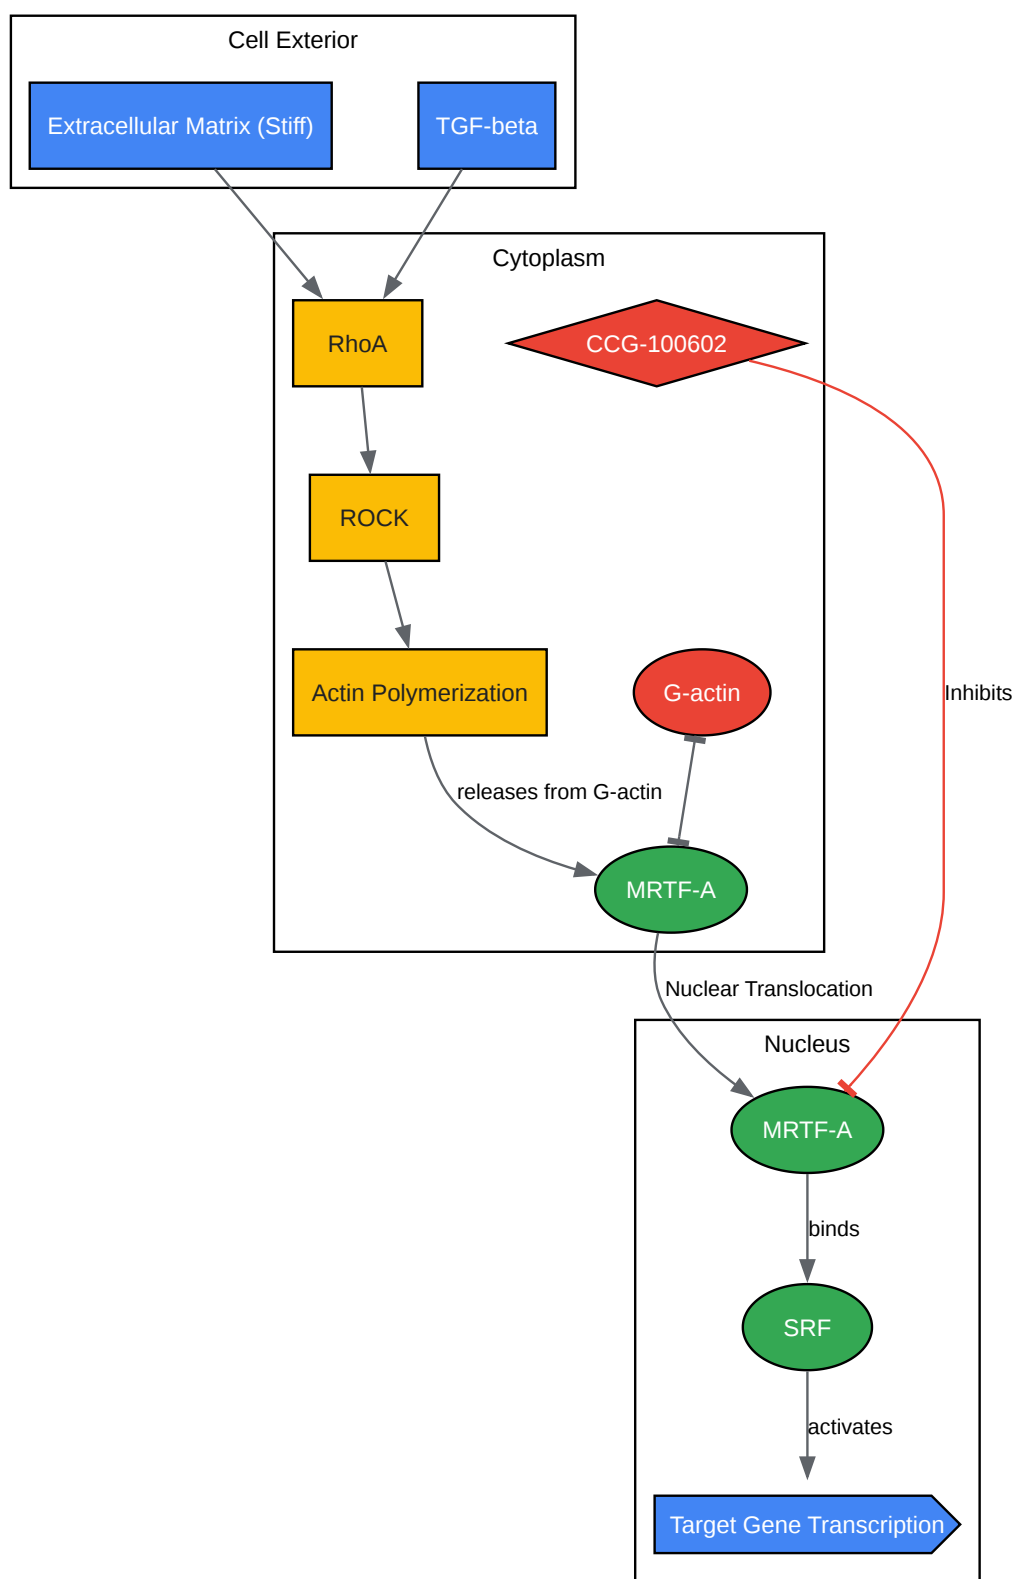 Cell Exterior
Extracellular Matrix (Stiff)
TGF-beta
Cytoplasm
RhoA
CCG-100602
ROCK
Actin Polymerization
G-actin
Inhibits
releases from G-actin
MRTF-A
Nuclear Translocation
Nucleus
MRTF-A
binds
SRF
activates
Target Gene Transcription